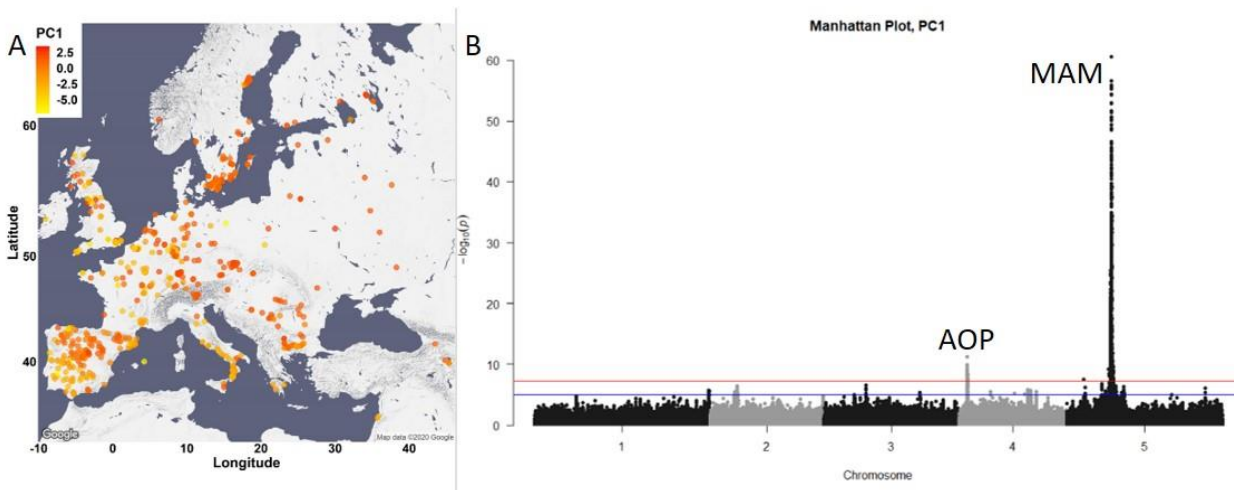 A
PC1
2.5
0.0
-2.5
-5.0
60
50
40
Latitude
-10
0
10
20
30
40
Longitude
Google
Map data ©2020 Google
B
Manhattan Plot, PC1
MAM
AOP
60
50
40
30
20
10
0
−log10(p)
1
2
3
4
5
Chromosome